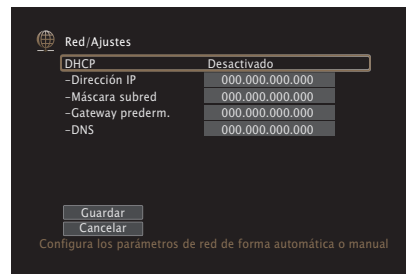 Red/Ajustes
DHCP Desactivado
-Dirección IP 000.000.000.000
-Máscara subred 000.000.000.000
-Gateway prederm. 000.000.000.000
-DNS 000.000.000.000
Guardar
Cancelar
Configura los parámetros de red de forma automática o manual